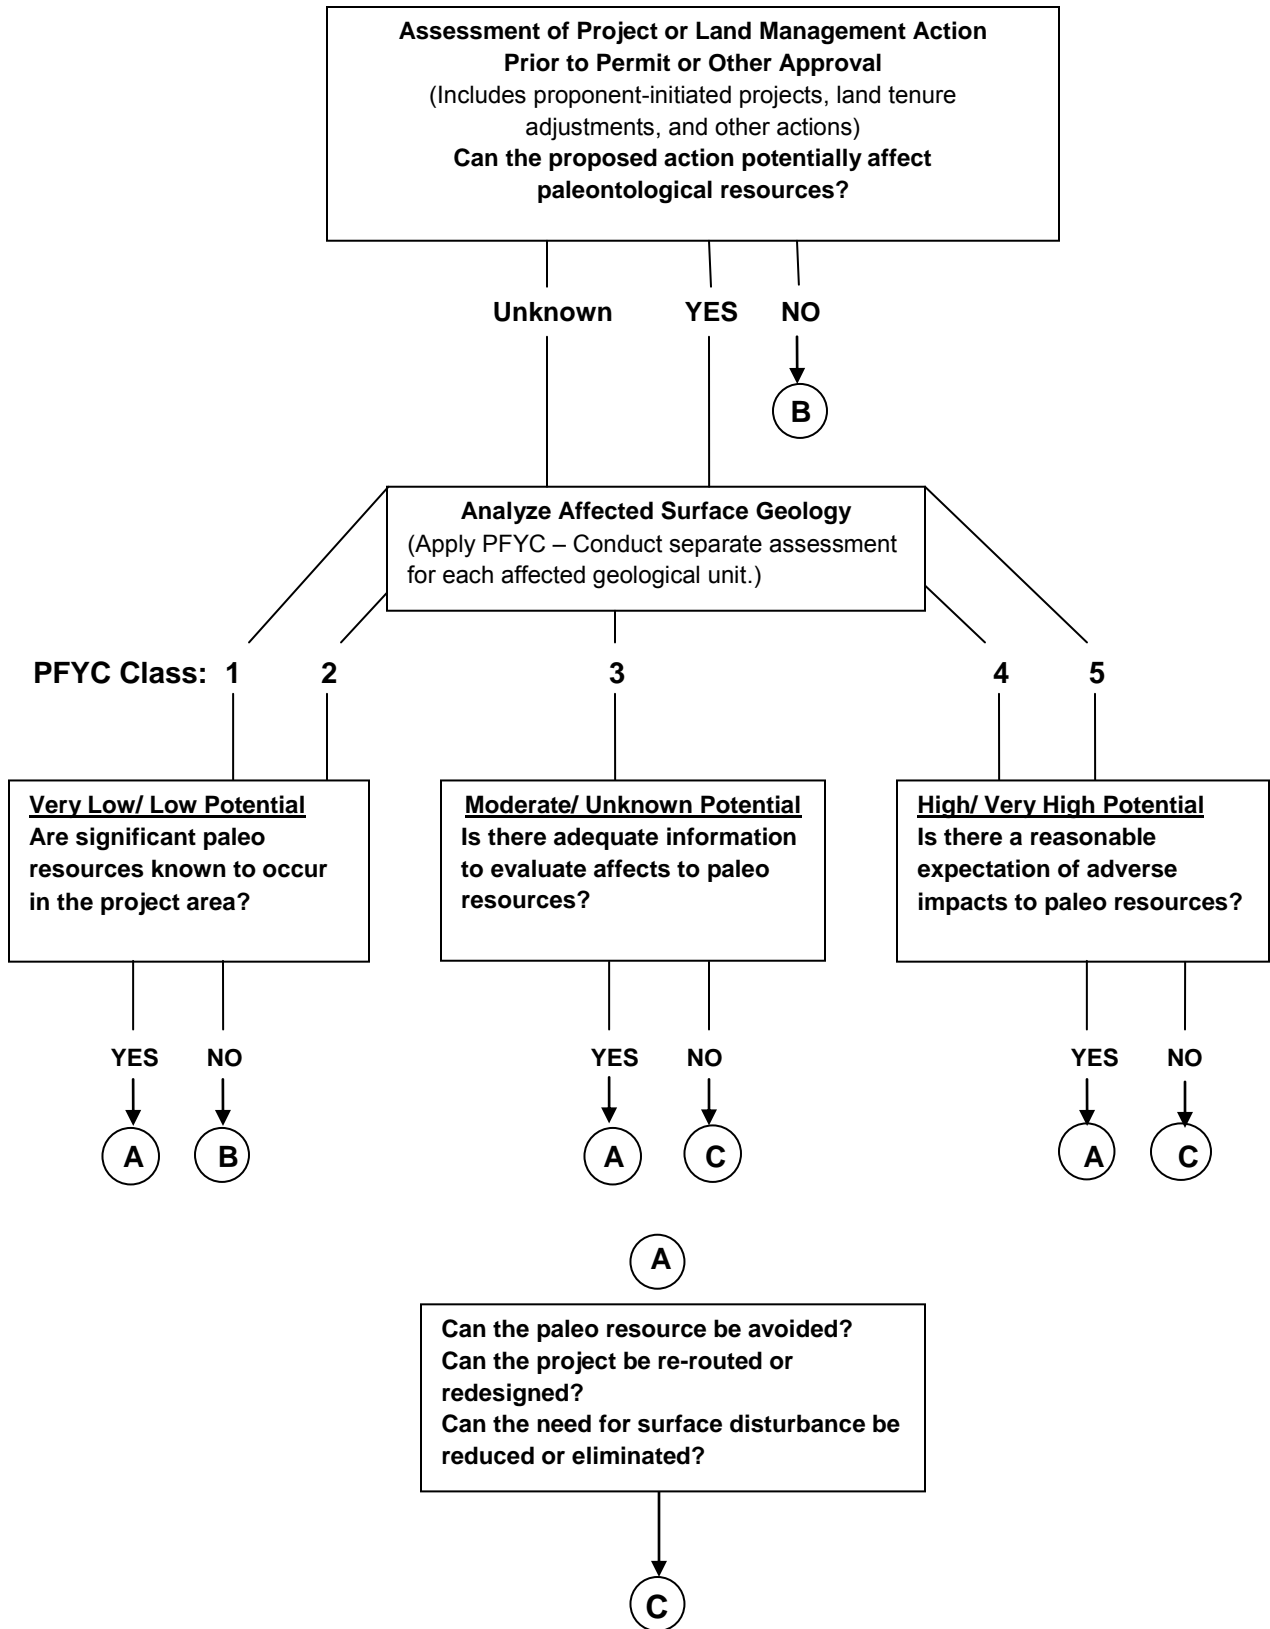 Assessment of Project or Land Management Action
Prior to Permit or Other Approval
(Includes proponent-initiated projects, land tenure
adjustments, and other actions)
Can the proposed action potentially affect
paleontological resources?
Unknown YES NO
B
Analyze Affected Surface Geology
(Apply PFYC – Conduct separate assessment
for each affected geological unit.)
PFYC Class: 1 2 3 4 5
Very Low/ Low Potential
Are significant paleo
resources known to occur
in the project area?
Moderate/ Unknown Potential
Is there adequate information
to evaluate affects to paleo
resources?
High/ Very High Potential
Is there a reasonable
expectation of adverse
impacts to paleo resources?
YES NO YES NO YES NO
A B A C A C
A
Can the paleo resource be avoided?
Can the project be re-routed or
redesigned?
Can the need for surface disturbance be
reduced or eliminated?
C